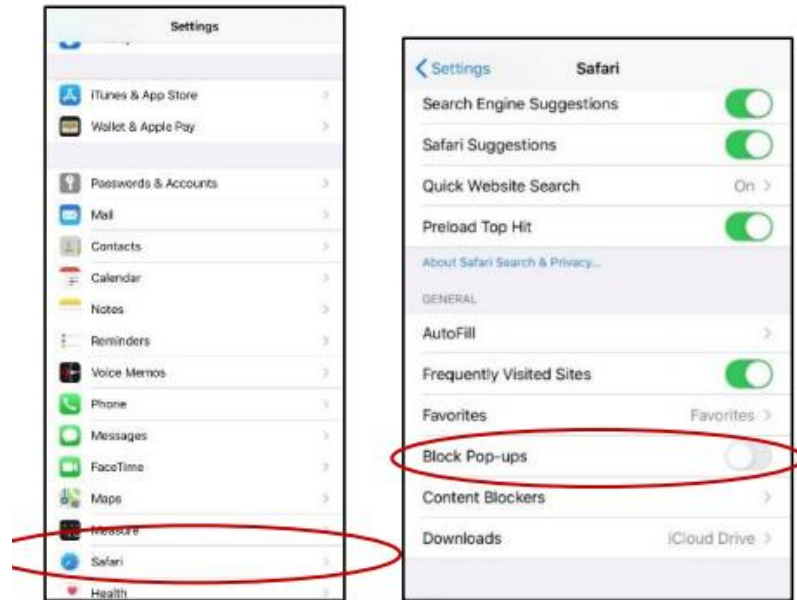 Settings
iTunes & App Store
Wallet & Apple Pay
Passwords & Accounts
Mail
Contacts
Calendar
Notes
Reminders
Voice Memos
Phone
Messages
FaceTime
Maps
Measure
Safari
Health
Settings Safari
Search Engine Suggestions
Safari Suggestions
Quick Website Search On
Preload Top Hit
About Safari Search & Privacy...
GENERAL
AutoFill
Frequently Visited Sites
Favorites Favorites
Block Pop-ups
Content Blockers
Downloads iCloud Drive